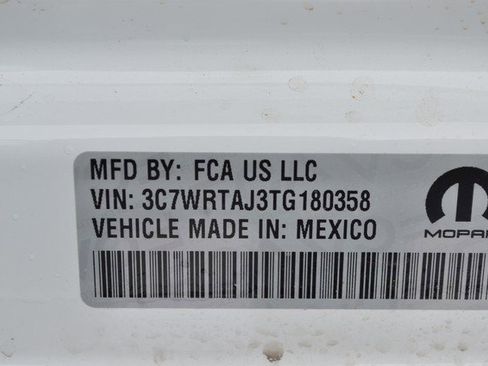 MFD BY: FCA US LLC
VIN: 3C7WRTAJ3TG180358
VEHICLE MADE IN: MEXICO
MOPAR